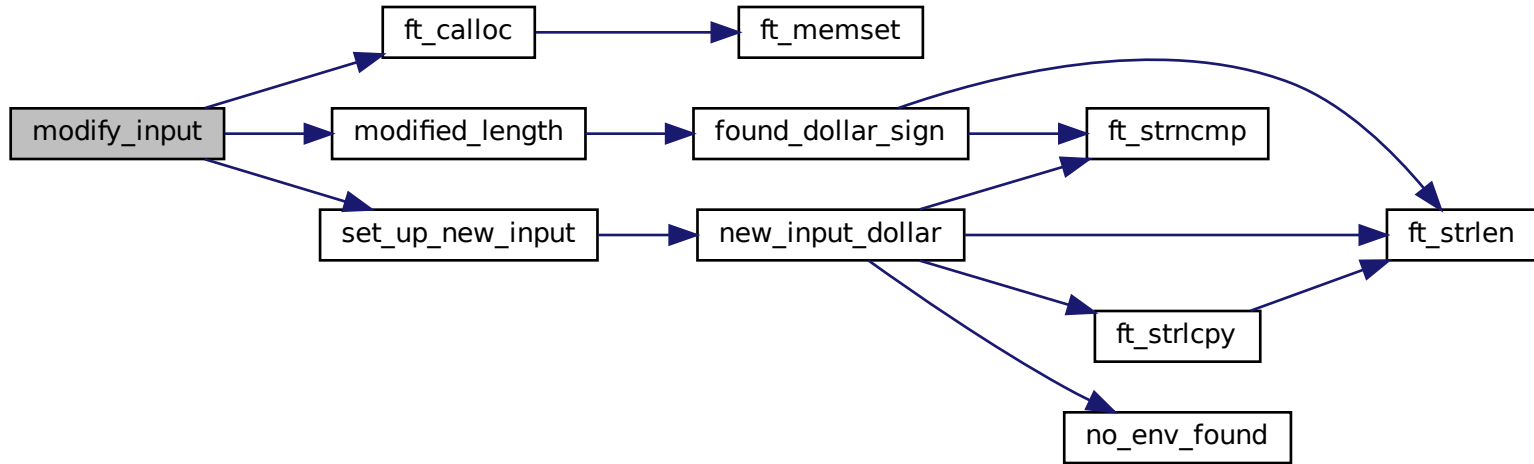 ft_calloc
ft_memset
modify_input
modified_length
found_dollar_sign
ft_strncmp
set_up_new_input
new_input_dollar
ft_strlen
ft_strlcpy
no_env_found